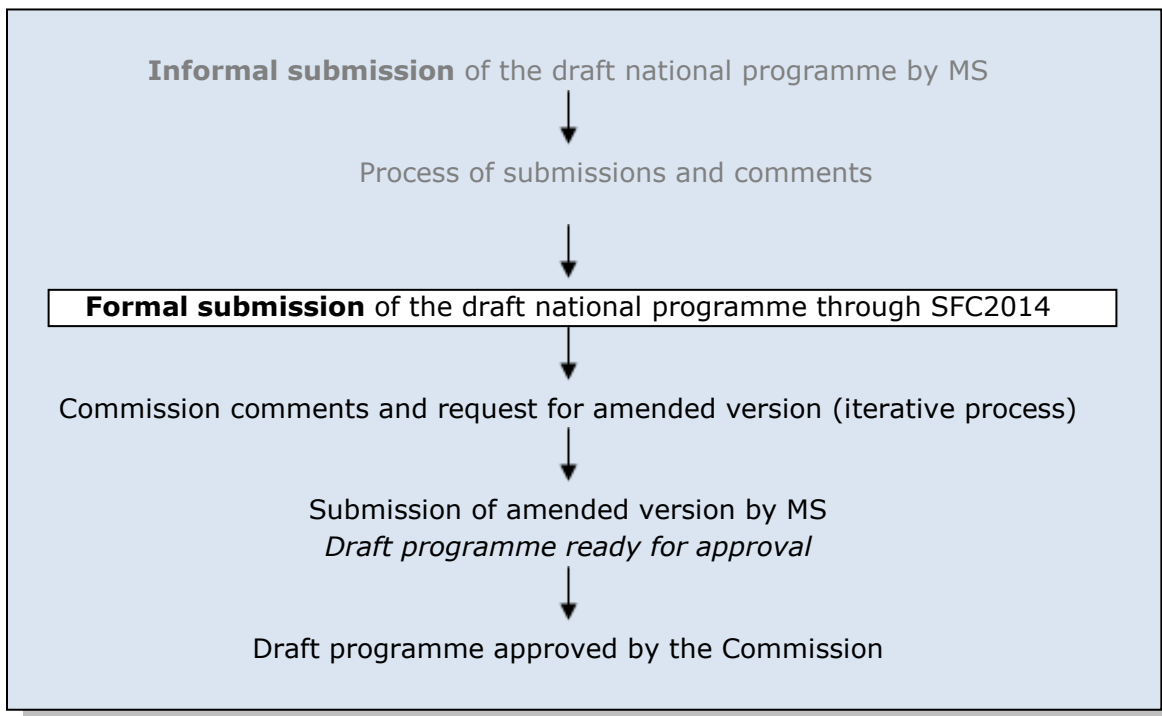 Informal submission of the draft national programme by MS
Process of submissions and comments
Formal submission of the draft national programme through SFC2014
Commission comments and request for amended version (iterative process)
Submission of amended version by MS
Draft programme ready for approval
Draft programme approved by the Commission